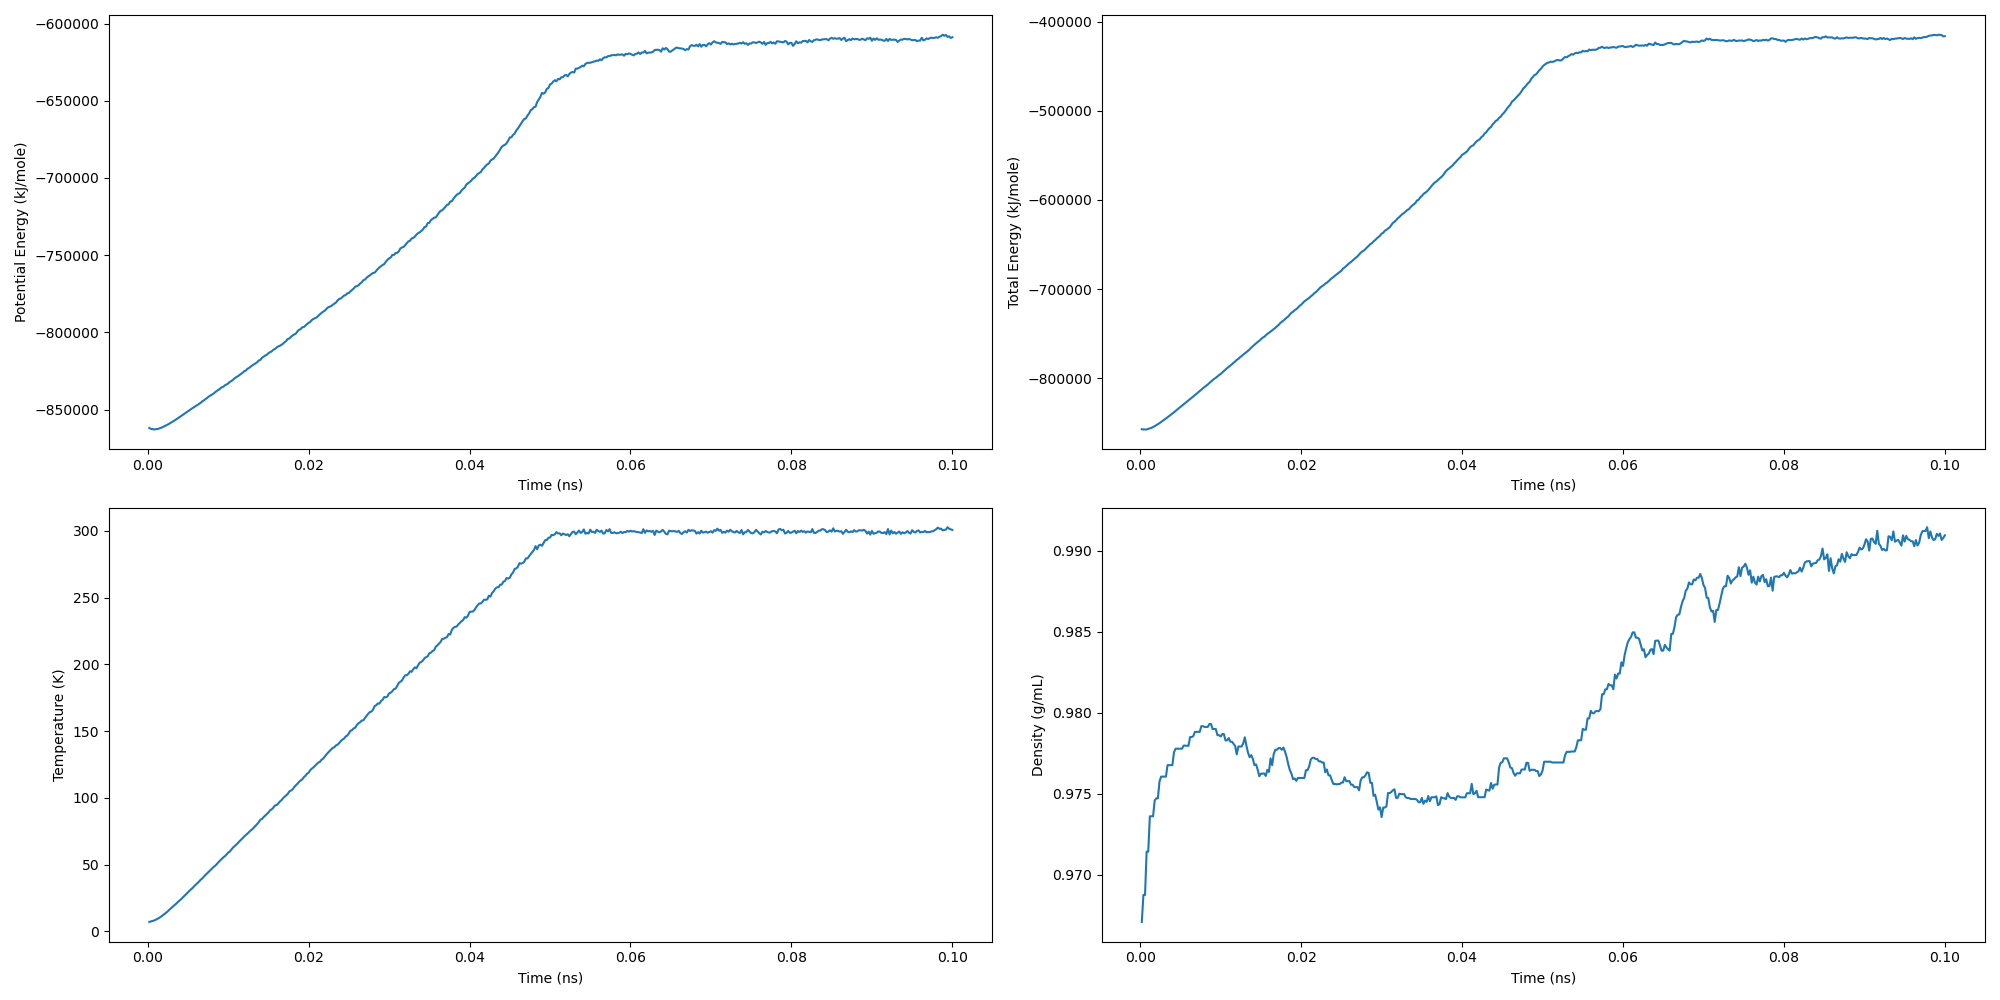 Potential Energy (kJ/mole)
−600000
−650000
−700000
−750000
−800000
−850000
0.00 0.02 0.04 0.06 0.08 0.10
Time (ns)
Total Energy (kJ/mole)
−400000
−500000
−600000
−700000
−800000
0.00 0.02 0.04 0.06 0.08 0.10
Time (ns)
Temperature (K)
300
250
200
150
100
50
0
0.00 0.02 0.04 0.06 0.08 0.10
Time (ns)
Density (g/mL)
0.990
0.985
0.980
0.975
0.970
0.00 0.02 0.04 0.06 0.08 0.10
Time (ns)